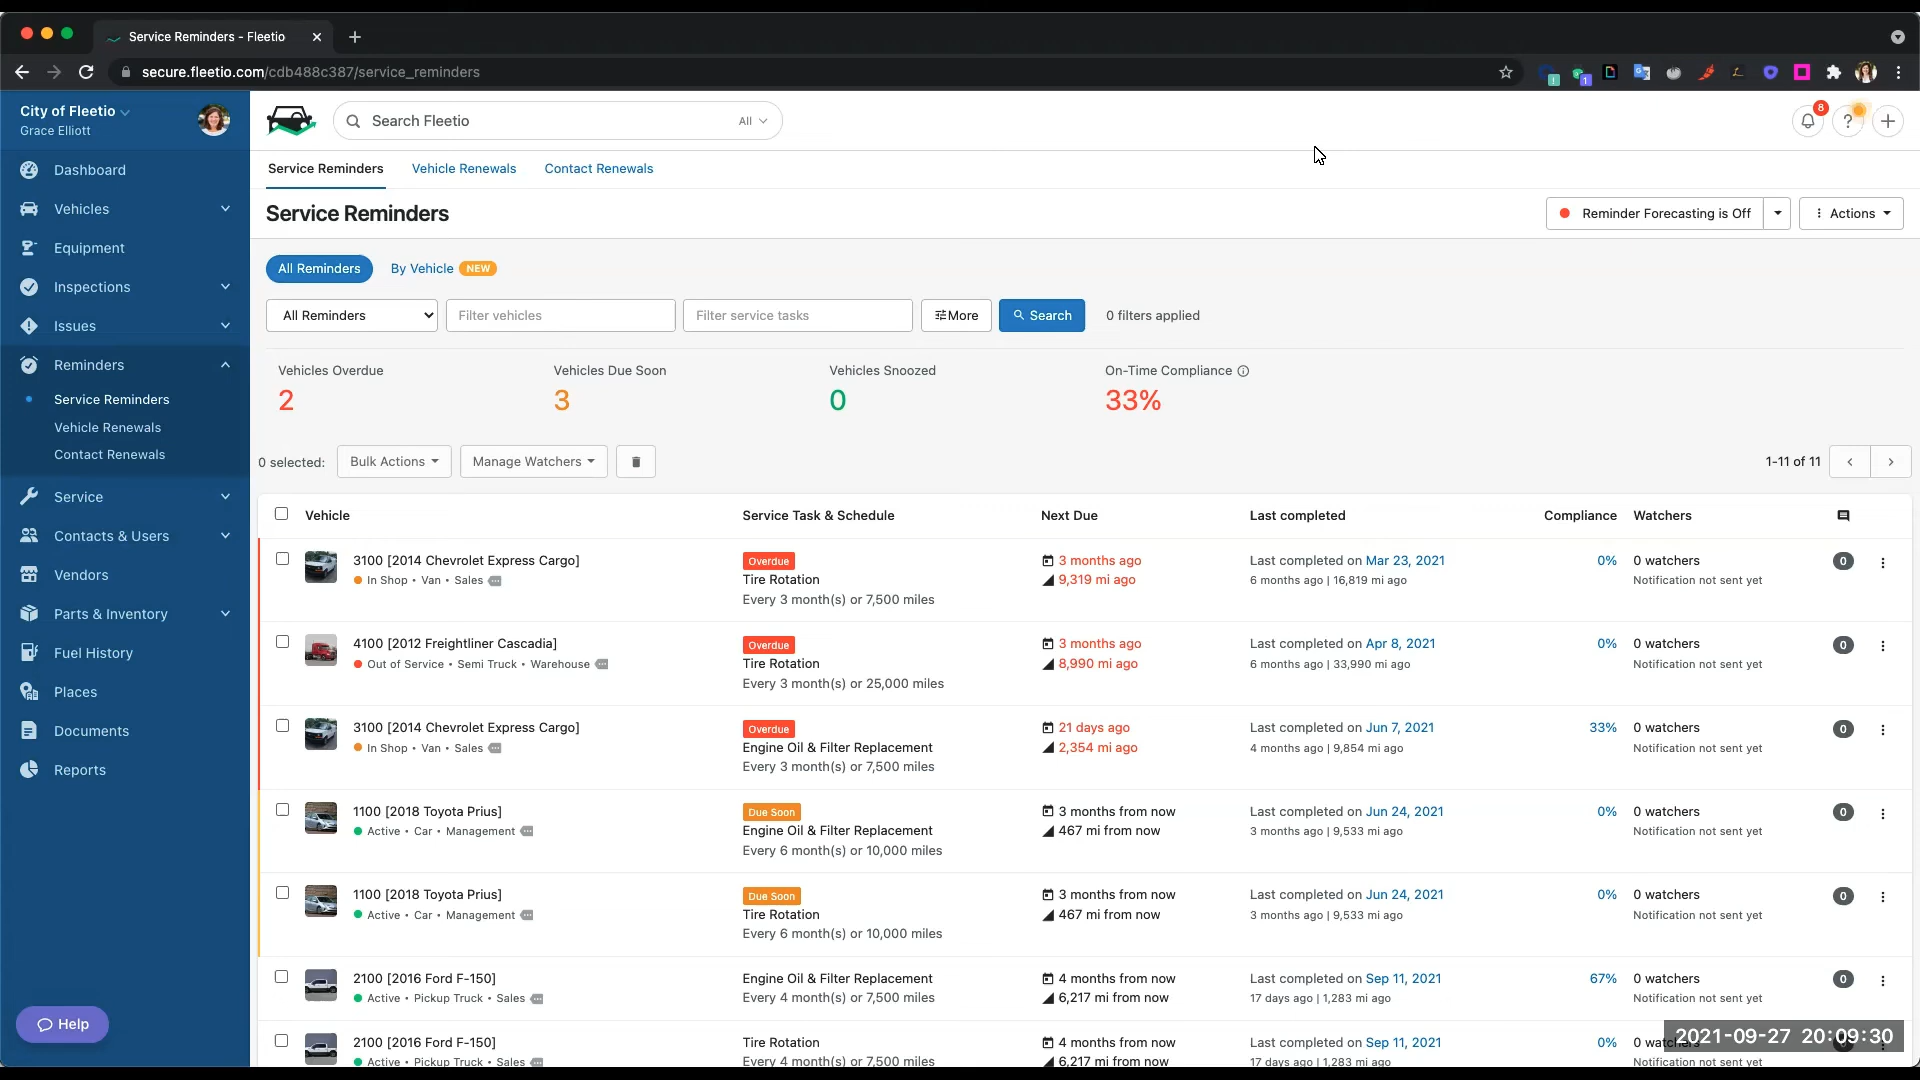 Service Reminders - Fleetio
secure.fleetio.com/cdb488c387/service_reminders
City of Fleetio
Grace Elliott
Dashboard
Vehicles
Equipment
Inspections
Issues
Reminders
Service Reminders
Vehicle Renewals
Contact Renewals
Service
Contacts & Users
Vendors
Parts & Inventory
Fuel History
Places
Documents
Reports
Help
Search Fleetio All
8
?
Service Reminders Vehicle Renewals Contact Renewals
Service Reminders
Reminder Forecasting is Off Actions
All Reminders By Vehicle NEW
All Reminders Filter vehicles Filter service tasks More Search 0 filters applied
Vehicles Overdue Vehicles Due Soon Vehicles Snoozed On-Time Compliance
2 3 0 33%
0 selected: Bulk Actions Manage Watchers 1-11 of 11
Vehicle Service Task & Schedule Next Due Last completed Compliance Watchers
3100 [2014 Chevrolet Express Cargo] Overdue 3 months ago Last completed on Mar 23, 2021 0% 0 watchers 0
In Shop • Van • Sales Tire Rotation 9,319 mi ago 6 months ago | 16,819 mi ago Notification not sent yet
Every 3 month(s) or 7,500 miles
4100 [2012 Freightliner Cascadia] Overdue 3 months ago Last completed on Apr 8, 2021 0% 0 watchers 0
Out of Service • Semi Truck • Warehouse Tire Rotation 8,990 mi ago 6 months ago | 33,990 mi ago Notification not sent yet
Every 3 month(s) or 25,000 miles
3100 [2014 Chevrolet Express Cargo] Overdue 21 days ago Last completed on Jun 7, 2021 33% 0 watchers 0
In Shop • Van • Sales Engine Oil & Filter Replacement 2,354 mi ago 4 months ago | 9,854 mi ago Notification not sent yet
Every 3 month(s) or 7,500 miles
1100 [2018 Toyota Prius] Due Soon 3 months from now Last completed on Jun 24, 2021 0% 0 watchers 0
Active • Car • Management Engine Oil & Filter Replacement 467 mi from now 3 months ago | 9,533 mi ago Notification not sent yet
Every 6 month(s) or 10,000 miles
1100 [2018 Toyota Prius] Due Soon 3 months from now Last completed on Jun 24, 2021 0% 0 watchers 0
Active • Car • Management Tire Rotation 467 mi from now 3 months ago | 9,533 mi ago Notification not sent yet
Every 6 month(s) or 10,000 miles
2100 [2016 Ford F-150] Engine Oil & Filter Replacement 4 months from now Last completed on Sep 11, 2021 67% 0 watchers 0
Active • Pickup Truck • Sales Every 4 month(s) or 7,500 miles 6,217 mi from now 17 days ago | 1,283 mi ago Notification not sent yet
2100 [2016 Ford F-150] Tire Rotation 4 months from now Last completed on Sep 11, 2021 0% 0
Active • Pickup Truck • Sales Every 4 month(s) or 7,500 miles 6,217 mi from now 17 days ago | 1,283 mi ago Notification not sent yet
2021-09-27 20:09:30